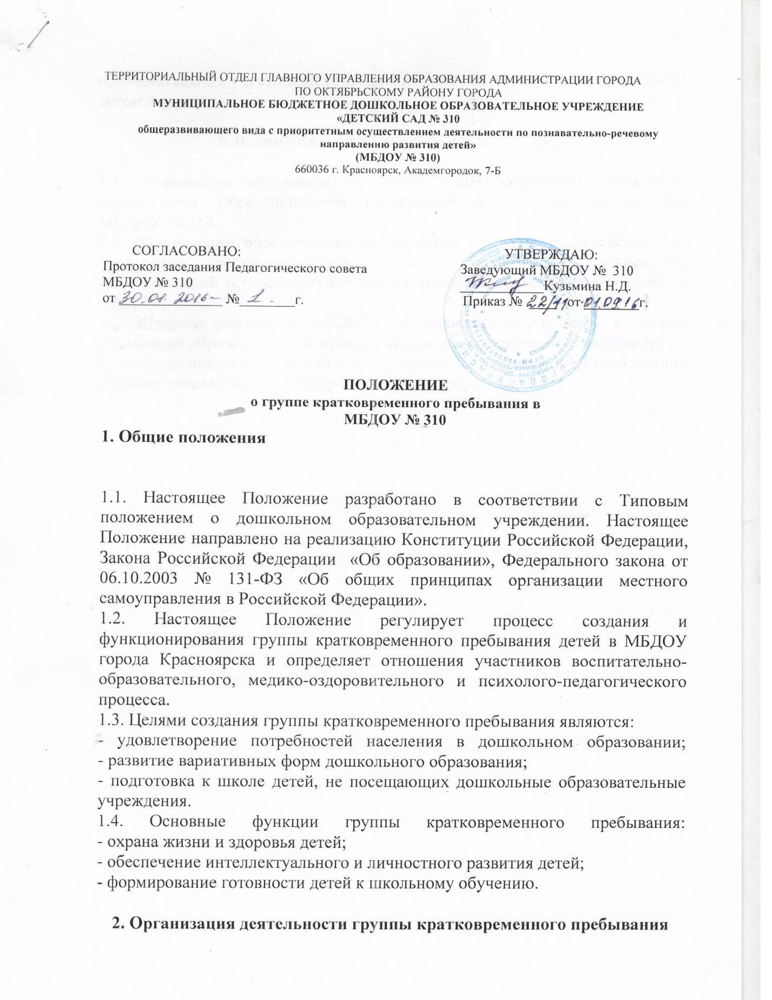 ТЕРРИТОРИАЛЬНЫЙ ОТДЕЛ ГЛАВНОГО УПРАВЛЕНИЯ ОБРАЗОВАНИЯ АДМИНИСТРАЦИИ ГОРОДА
ПО ОКТЯБРЬСКОМУ РАЙОНУ ГОРОДА
МУНИЦИПАЛЬНОЕ БЮДЖЕТНОЕ ДОШКОЛЬНОЕ ОБРАЗОВАТЕЛЬНОЕ УЧРЕЖДЕНИЕ
«ДЕТСКИЙ САД № 310
общеразвивающего вида с приоритетным осуществлением деятельности по познавательно-речевому
направлению развития детей»
(МБДОУ № 310)
660036 г. Красноярск, Академгородок, 7-Б
СОГЛАСОВАНО:
Протокол заседания Педагогического совета
МБДОУ № 310
от 30.08. 2016 № 1 г.
УТВЕРЖДАЮ:
Заведующий МБДОУ № 310
Кузьмина Н.Д.
Приказ № 22/11 от 01.09.16 г.
ПОЛОЖЕНИЕ
о группе кратковременного пребывания в
МБДОУ № 310
1. Общие положения
1.1. Настоящее Положение разработано в соответствии с Типовым
положением о дошкольном образовательном учреждении. Настоящее
Положение направлено на реализацию Конституции Российской Федерации,
Закона Российской Федерации «Об образовании», Федерального закона от
06.10.2003 № 131-ФЗ «Об общих принципах организации местного
самоуправления в Российской Федерации».
1.2. Настоящее Положение регулирует процесс создания и
функционирования группы кратковременного пребывания детей в МБДОУ
города Красноярска и определяет отношения участников воспитательно-
образовательного, медико-оздоровительного и психолого-педагогического
процесса.
1.3. Целями создания группы кратковременного пребывания являются:
- удовлетворение потребностей населения в дошкольном образовании;
- развитие вариативных форм дошкольного образования;
- подготовка к школе детей, не посещающих дошкольные образовательные
учреждения.
1.4. Основные функции группы кратковременного пребывания:
- охрана жизни и здоровья детей;
- обеспечение интеллектуального и личностного развития детей;
- формирование готовности детей к школьному обучению.
2. Организация деятельности группы кратковременного пребывания